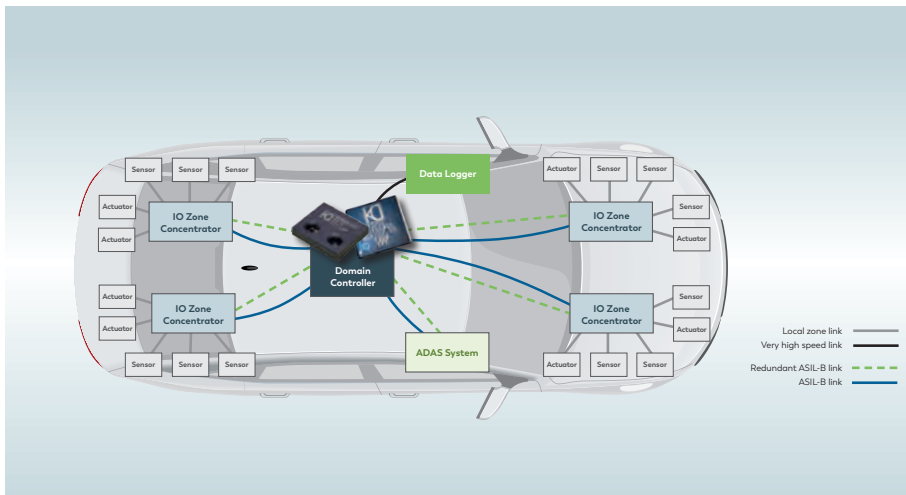 Data Logger
Sensor
Sensor
Sensor
Actuator
Sensor
Sensor
Actuator
IO Zone
Concentrator
KD
IO Zone
Concentrator
Sensor
Actuator
Actuator
Domain
Controller
Actuator
IO Zone
Concentrator
IO Zone
Concentrator
Sensor
Actuator
Actuator
ADAS System
Sensor
Sensor
Sensor
Actuator
Sensor
Sensor
Local zone link
Very high speed link
Redundant ASIL-B link
ASIL-B link